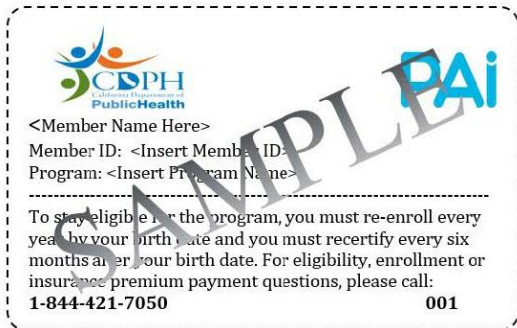 CDPH
California Department of
PublicHealth
PAi
<Member Name Here>
Member ID: <Insert Member ID>
Program: <Insert Program Name>
To stay eligible for the program, you must re-enroll every
year by your birth date and you must recertify every six
months after your birth date. For eligibility, enrollment or
insurance premium payment questions, please call:
1-844-421-7050 001
SAMPLE